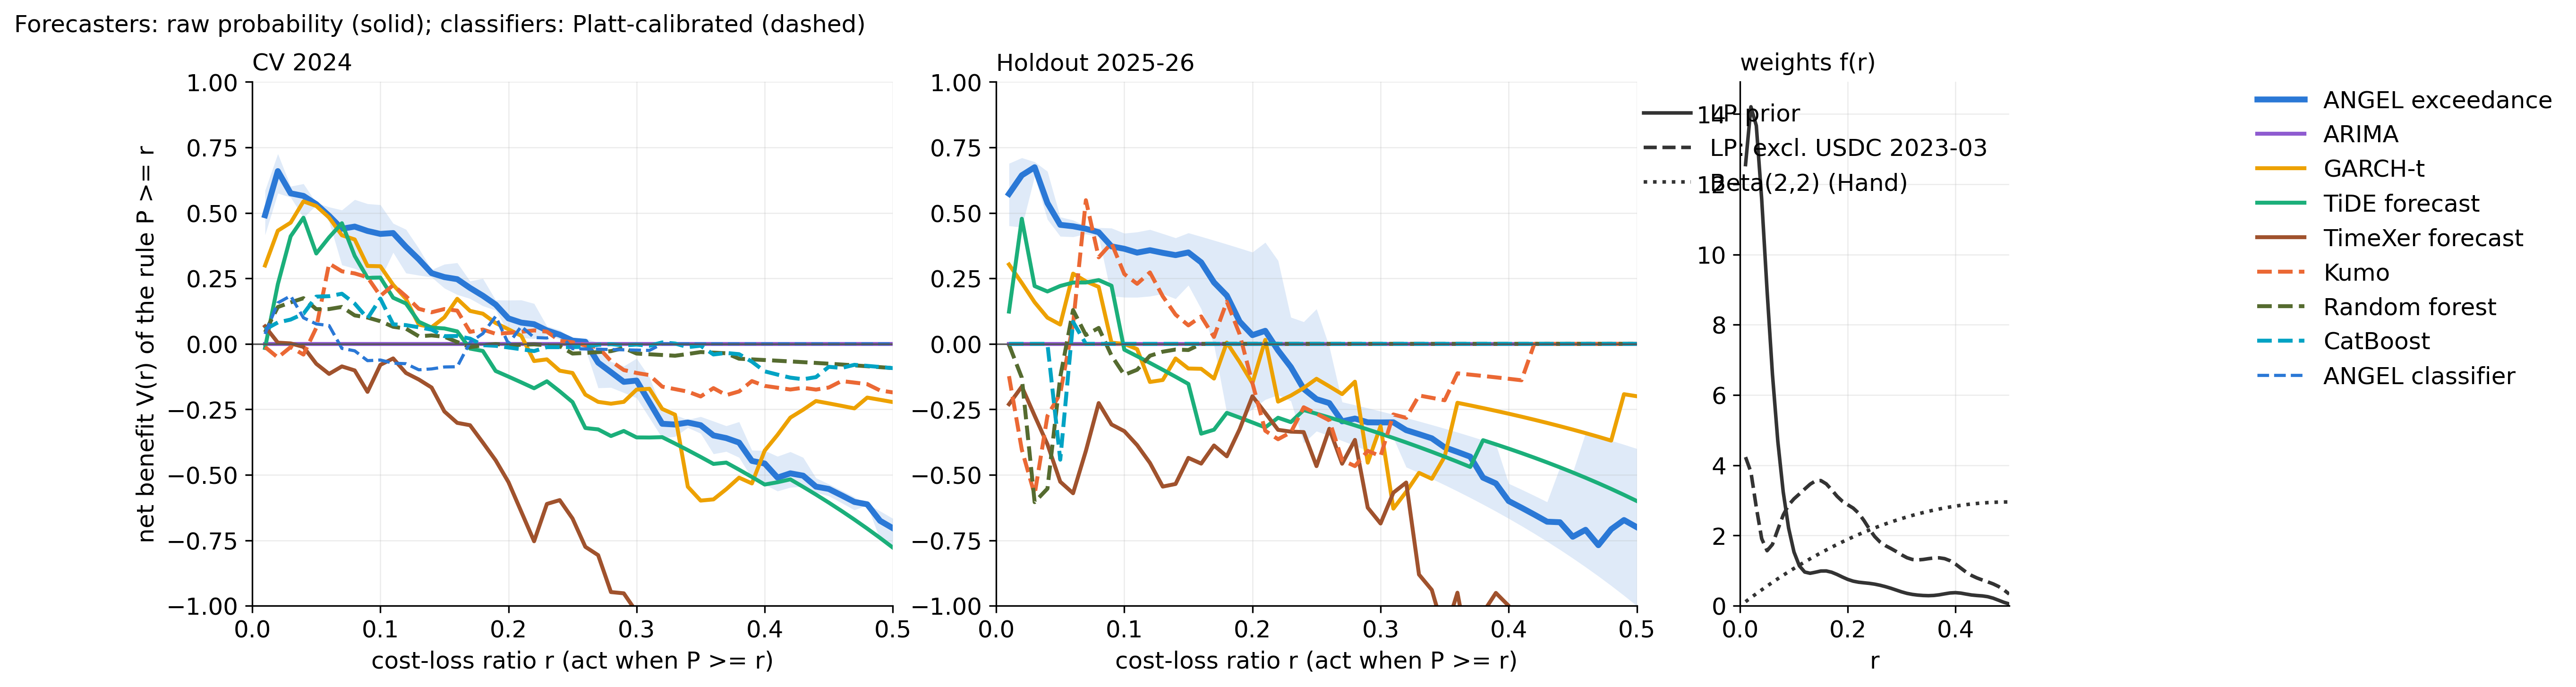 Forecasters: raw probability (solid); classifiers: Platt-calibrated (dashed)
CV 2024
1.00
0.75
0.50
0.25
0.00
−0.25
−0.50
−0.75
−1.00
net benefit V(r) of the rule P >= r
0.0 0.1 0.2 0.3 0.4 0.5
cost-loss ratio r (act when P >= r)
Holdout 2025-26
1.00
0.75
0.50
0.25
0.00
−0.25
−0.50
−0.75
−1.00
0.0 0.1 0.2 0.3 0.4 0.5
cost-loss ratio r (act when P >= r)
weights f(r)
LP prior
LP: excl. USDC 2023-03
Beta(2,2) (Hand)
14
12
10
8
6
4
2
0
0.0 0.2 0.4
r
ANGEL exceedance
ARIMA
GARCH-t
TiDE forecast
TimeXer forecast
Kumo
Random forest
CatBoost
ANGEL classifier